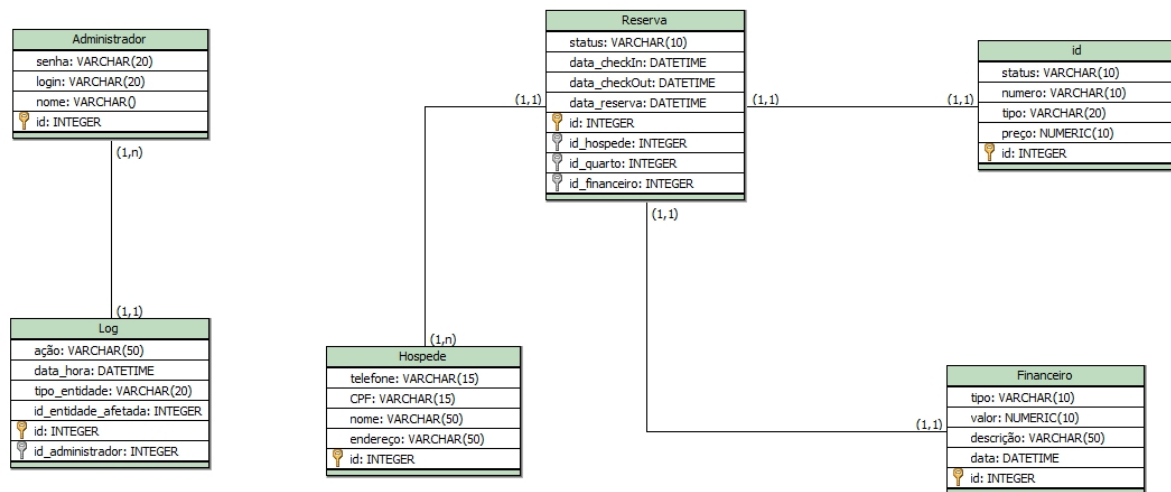 Administrador
senha: VARCHAR(20)
login: VARCHAR(20)
nome: VARCHAR()
id: INTEGER
(1,n)
(1,1)
Log
ação: VARCHAR(50)
data_hora: DATETIME
tipo_entidade: VARCHAR(20)
id_entidade_afetada: INTEGER
id: INTEGER
id_administrador: INTEGER
Reserva
status: VARCHAR(10)
data_checkIn: DATETIME
data_checkOut: DATETIME
data_reserva: DATETIME
id: INTEGER
id_hospede: INTEGER
id_quarto: INTEGER
id_financeiro: INTEGER
(1,1)
(1,1)
(1,1)
(1,1)
id
status: VARCHAR(10)
numero: VARCHAR(10)
tipo: VARCHAR(20)
preço: NUMERIC(10)
id: INTEGER
(1,n)
Hospede
telefone: VARCHAR(15)
CPF: VARCHAR(15)
nome: VARCHAR(50)
endereço: VARCHAR(50)
id: INTEGER
(1,1)
Financeiro
tipo: VARCHAR(10)
valor: NUMERIC(10)
descrição: VARCHAR(50)
data: DATETIME
id: INTEGER